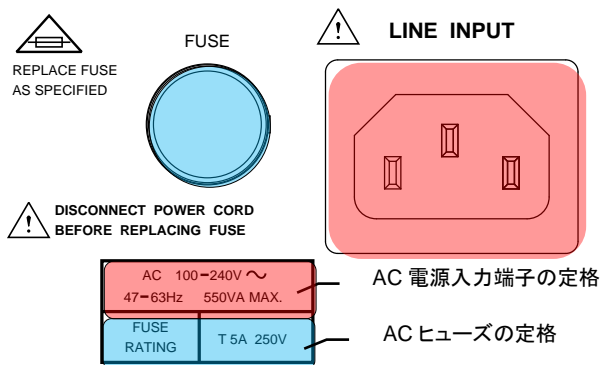 FUSE
LINE INPUT
REPLACE FUSE
AS SPECIFIED
DISCONNECT POWER CORD
BEFORE REPLACING FUSE
AC 100-240V ~
47-63Hz 550VA MAX.
AC 電源入力端子の定格
FUSE
RATING
T 5A 250V
AC ヒューズの定格